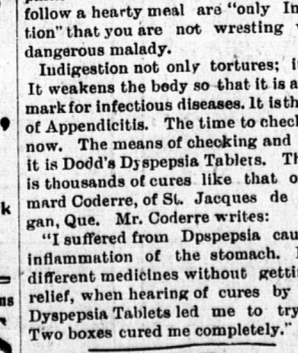 follow a hearty meal are "only In
tion" that you are not wresting
dangerous malady.
Indigestion not only tortures; i
It weakens the body so that it is a
mark for infectious diseases. It is th
of Appendicitis. The time to chec
now. The means of checking and
it is Dodd's Dyspepsia Tablets. Th
is thousands of cures like that o
mard Coderre, of St. Jacques de
gan, Que. Mr. Coderre writes:
"I suffered from Dpspepsia cau
inflammation of the stomach. I
different medicines without getti
relief, when hearing of cures by
Dyspepsia Tablets led me to try
Two boxes cured me completely."
k
ns